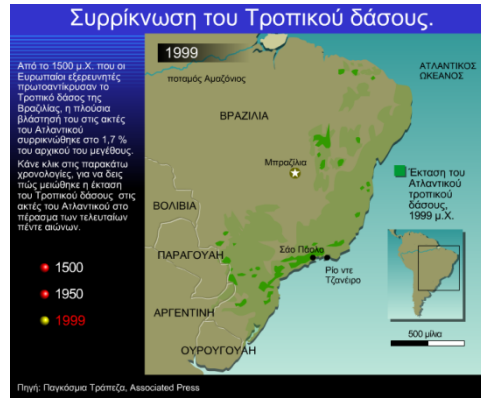 Συρρίκνωση του Τροπικού δάσους.
Από το 1500 μ.Χ. που οι
Ευρωπαίοι εξερευνητές
πρωτοαντίκρυσαν το
Τροπικό δάσος της
Βραζιλίας, η πλούσια
βλάστησή του στις ακτές
του Ατλαντικού
συρρικνώθηκε στο 1,7 %
του αρχικού του μεγέθους.
Κάνε κλικ στις παρακάτω
χρονολογίες, για να δεις
πώς μειώθηκε η έκταση
του Τροπικού δάσους στις
ακτές του Ατλαντικού στο
πέρασμα των τελευταίων
πέντε αιώνων.
1500
1950
1999
1999
ποταμός Αμαζόνιος
ΑΤΛΑΝΤΙΚΟΣ
ΩΚΕΑΝΟΣ
ΒΡΑΖΙΛΙΑ
Μπραζίλια
Έκταση του
Ατλαντικού
τροπικού
δάσους,
1999 μ.Χ.
ΒΟΛΙΒΙΑ
ΠΑΡΑΓΟΥΑΗ
Σάο Πάολο
Ρίο ντε
Τζανέιρο
ΑΡΓΕΝΤΙΝΗ
ΟΥΡΟΥΓΟΥΑΗ
500 μίλια
Πηγή: Παγκόσμια Τράπεζα, Associated Press